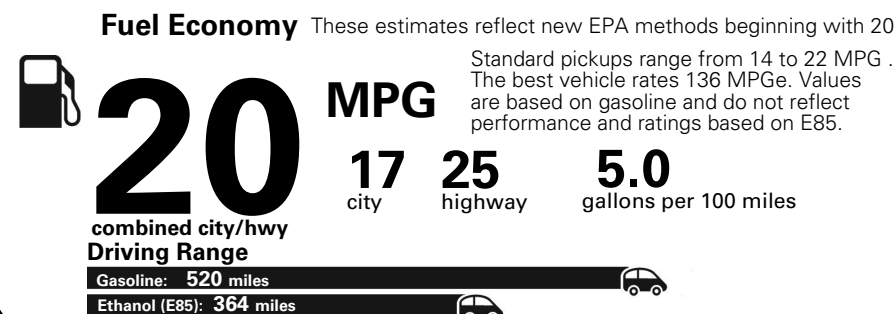 Fuel Economy These estimates reflect new EPA methods beginning with 20
Standard pickups range from 14 to 22 MPG .
The best vehicle rates 136 MPGe. Values
are based on gasoline and do not reflect
performance and ratings based on E85.
20 MPG
17 25 5.0
city highway gallons per 100 miles
combined city/hwy
Driving Range
Gasoline: 520 miles
Ethanol (E85): 364 miles